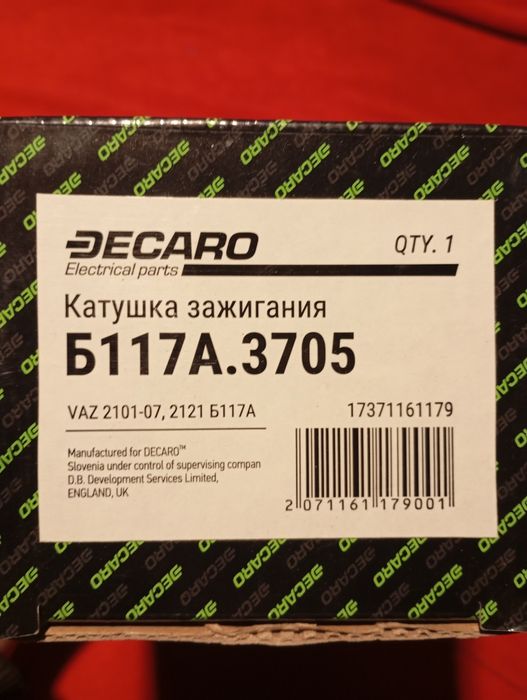 DECARO
QTY. 1
Electrical parts
Катушка зажигания
Б117А.3705
VAZ 2101-07, 2121 Б117А
17371161179
Manufactured for DECARO™
Slovenia under control of supervising compan
D.B. Development Services Limited,
ENGLAND, UK
2 071161 179001